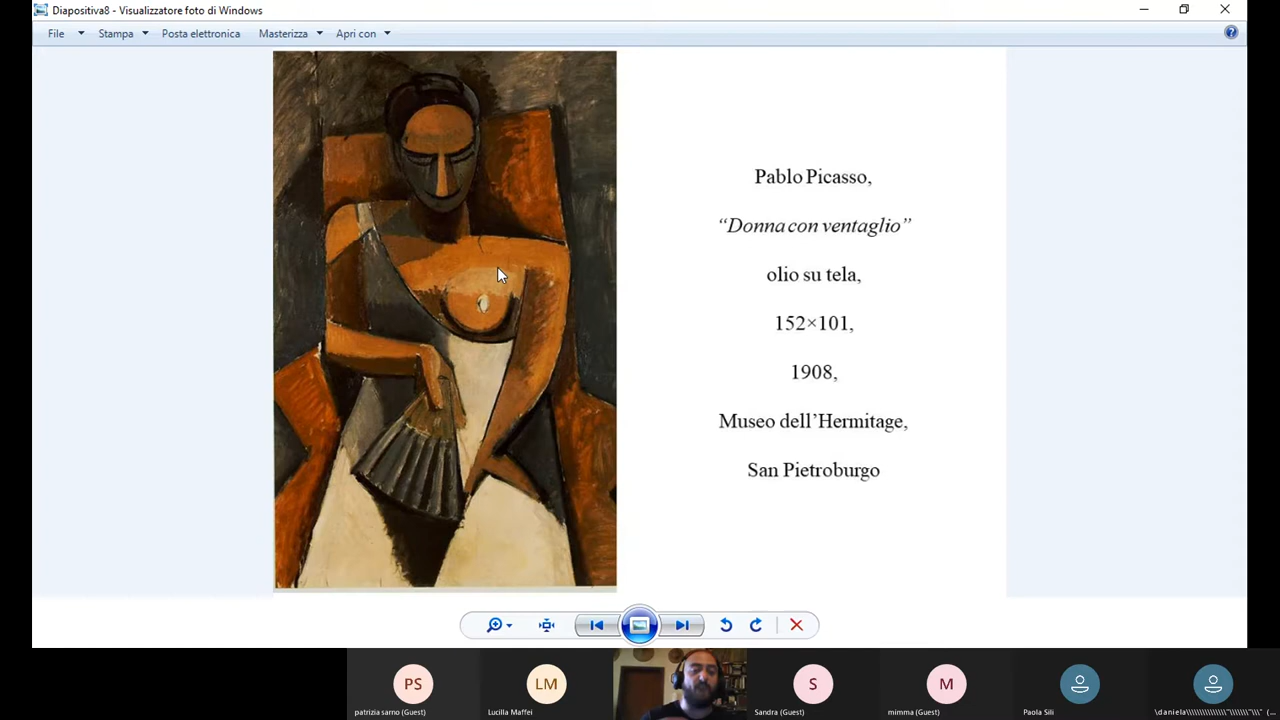 Diapositiva8 - Visualizzatore foto di Windows
File Stampa Posta elettronica Masterizza Apri con
Pablo Picasso,
“Donna con ventaglio”
olio su tela,
152×101,
1908,
Museo dell’Hermitage,
San Pietroburgo
PS LM S M
patrizia sarno (Guest) Lucilla Maffei Sandra (Guest) mimma (Guest) Paola Sili